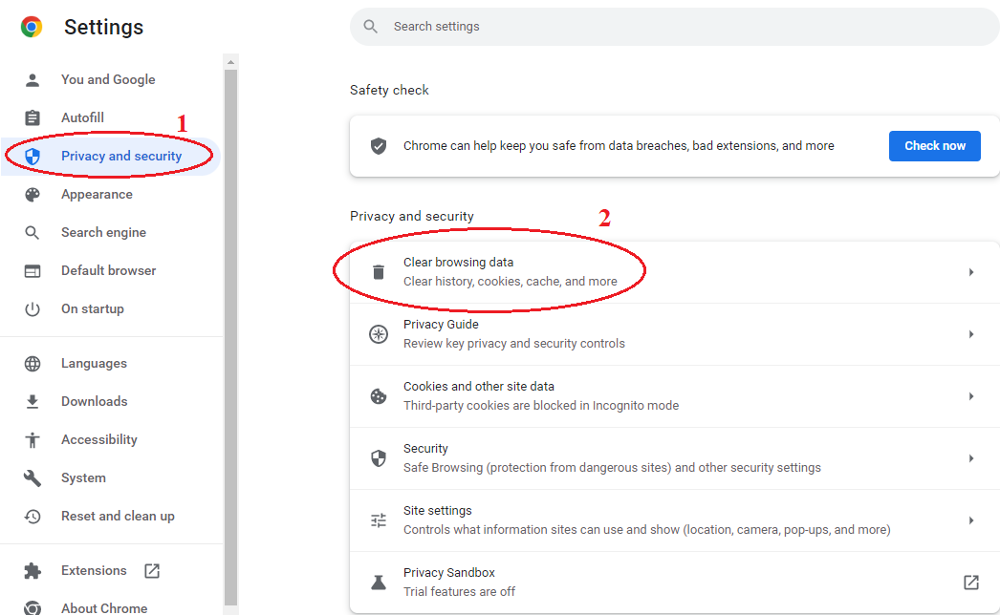 Settings
Search settings
You and Google
Autofill
1
Privacy and security
Appearance
Search engine
Default browser
On startup
Languages
Downloads
Accessibility
System
Reset and clean up
Extensions
About Chrome
Safety check
Chrome can help keep you safe from data breaches, bad extensions, and more
Check now
Privacy and security
2
Clear browsing data
Clear history, cookies, cache, and more
Privacy Guide
Review key privacy and security controls
Cookies and other site data
Third-party cookies are blocked in Incognito mode
Security
Safe Browsing (protection from dangerous sites) and other security settings
Site settings
Controls what information sites can use and show (location, camera, pop-ups, and more)
Privacy Sandbox
Trial features are off